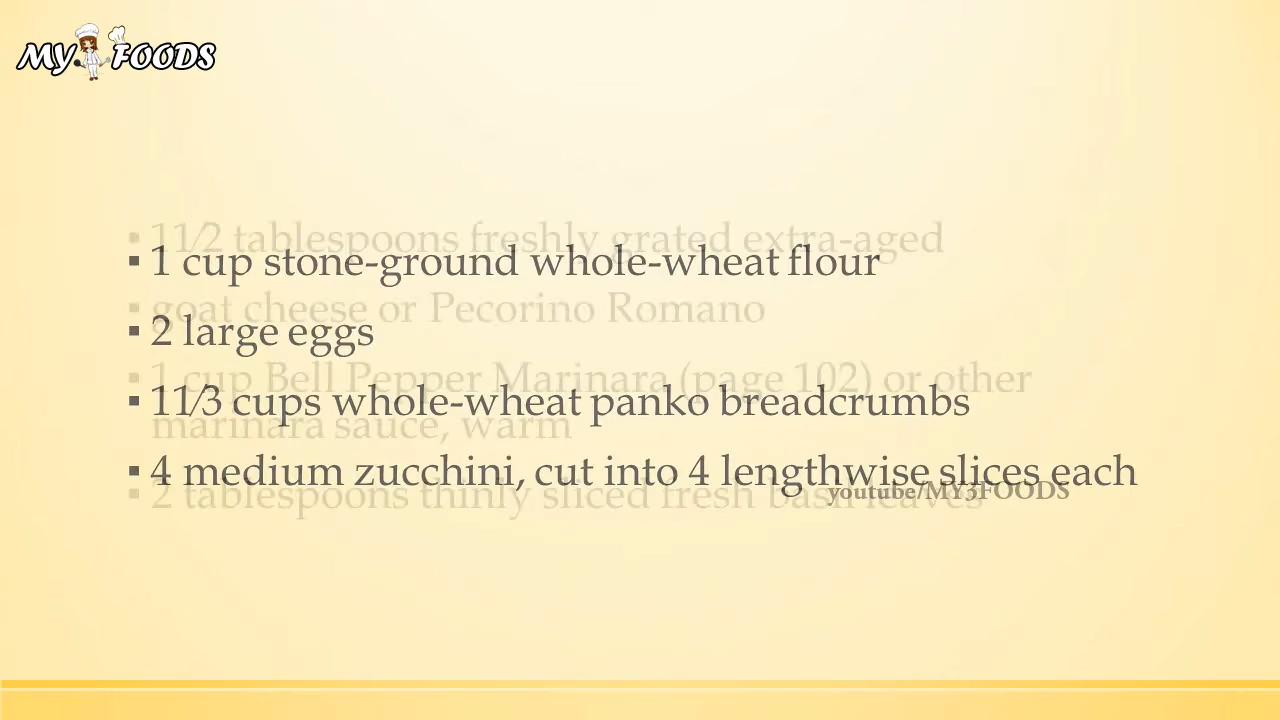 MY FOODS
▪ 11⁄2 tablespoons freshly grated extra-aged
▪ 1 cup stone-ground whole-wheat flour
▪ goat cheese or Pecorino Romano
▪ 2 large eggs
▪ 1 cup Bell Pepper Marinara (page 102) or other
▪ 11⁄3 cups whole-wheat panko breadcrumbs
marinara sauce, warm
▪ 4 medium zucchini, cut into 4 lengthwise slices each
▪ 2 tablespoons thinly sliced fresh basil leaves
youtube/MY3FOODS